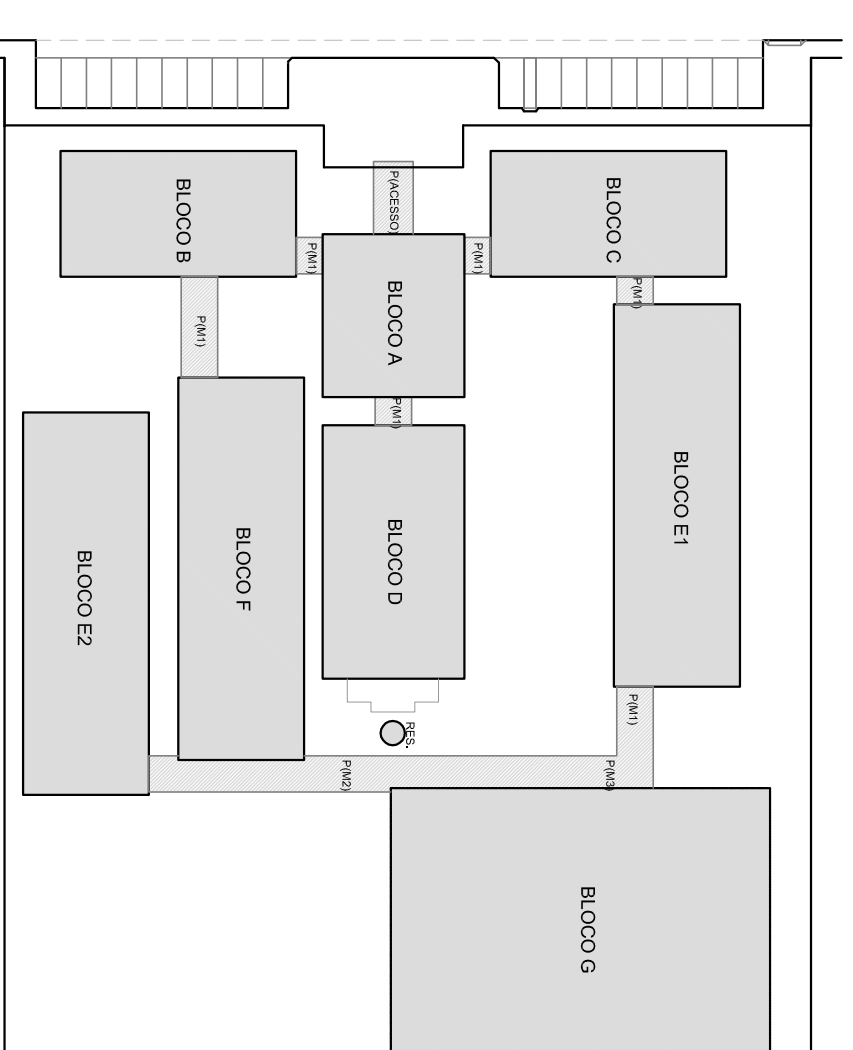 P(ACESSO)
BLOCO B
BLOCO C
P(M1)
P(M1)
P(M1)
BLOCO A
P(M1)
P(M1)
BLOCO E1
BLOCO D
BLOCO F
BLOCO E2
P(M1)
RES.
P(M2)
P(M3)
BLOCO G